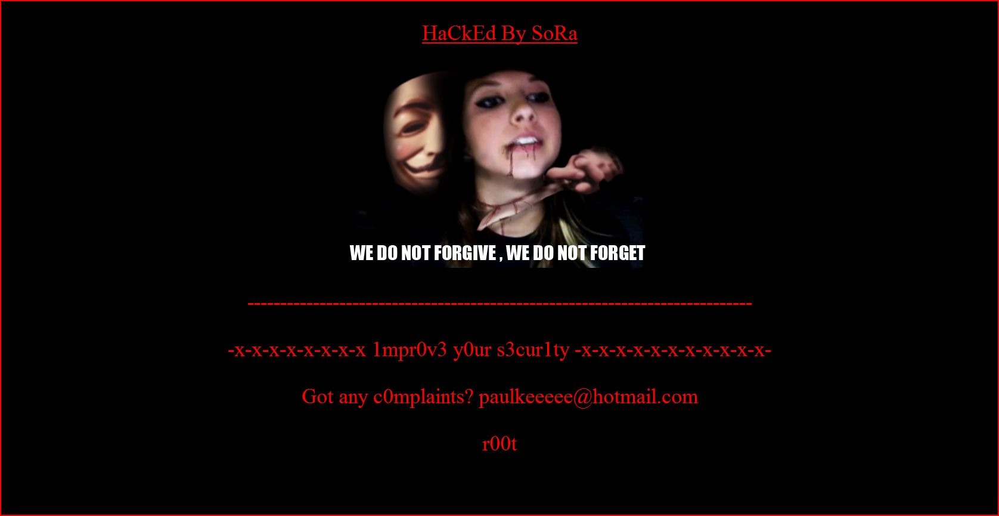 HaCkEd By SoRa
WE DO NOT FORGIVE , WE DO NOT FORGET
-----------------------------------------------------------------------------
-x-x-x-x-x-x-x-x 1mpr0v3 y0ur s3cur1ty -x-x-x-x-x-x-x-x-x-x-x-
Got any c0mplaints? paulkeeeee@hotmail.com
r00t